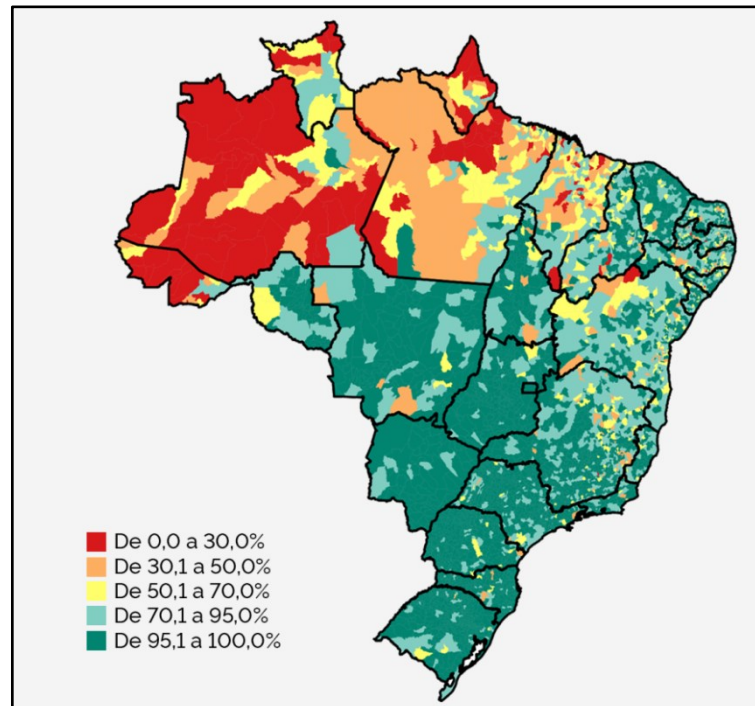 De 0,0 a 30,0%
De 30,1 a 50,0%
De 50,1 a 70,0%
De 70,1 a 95,0%
De 95,1 a 100,0%